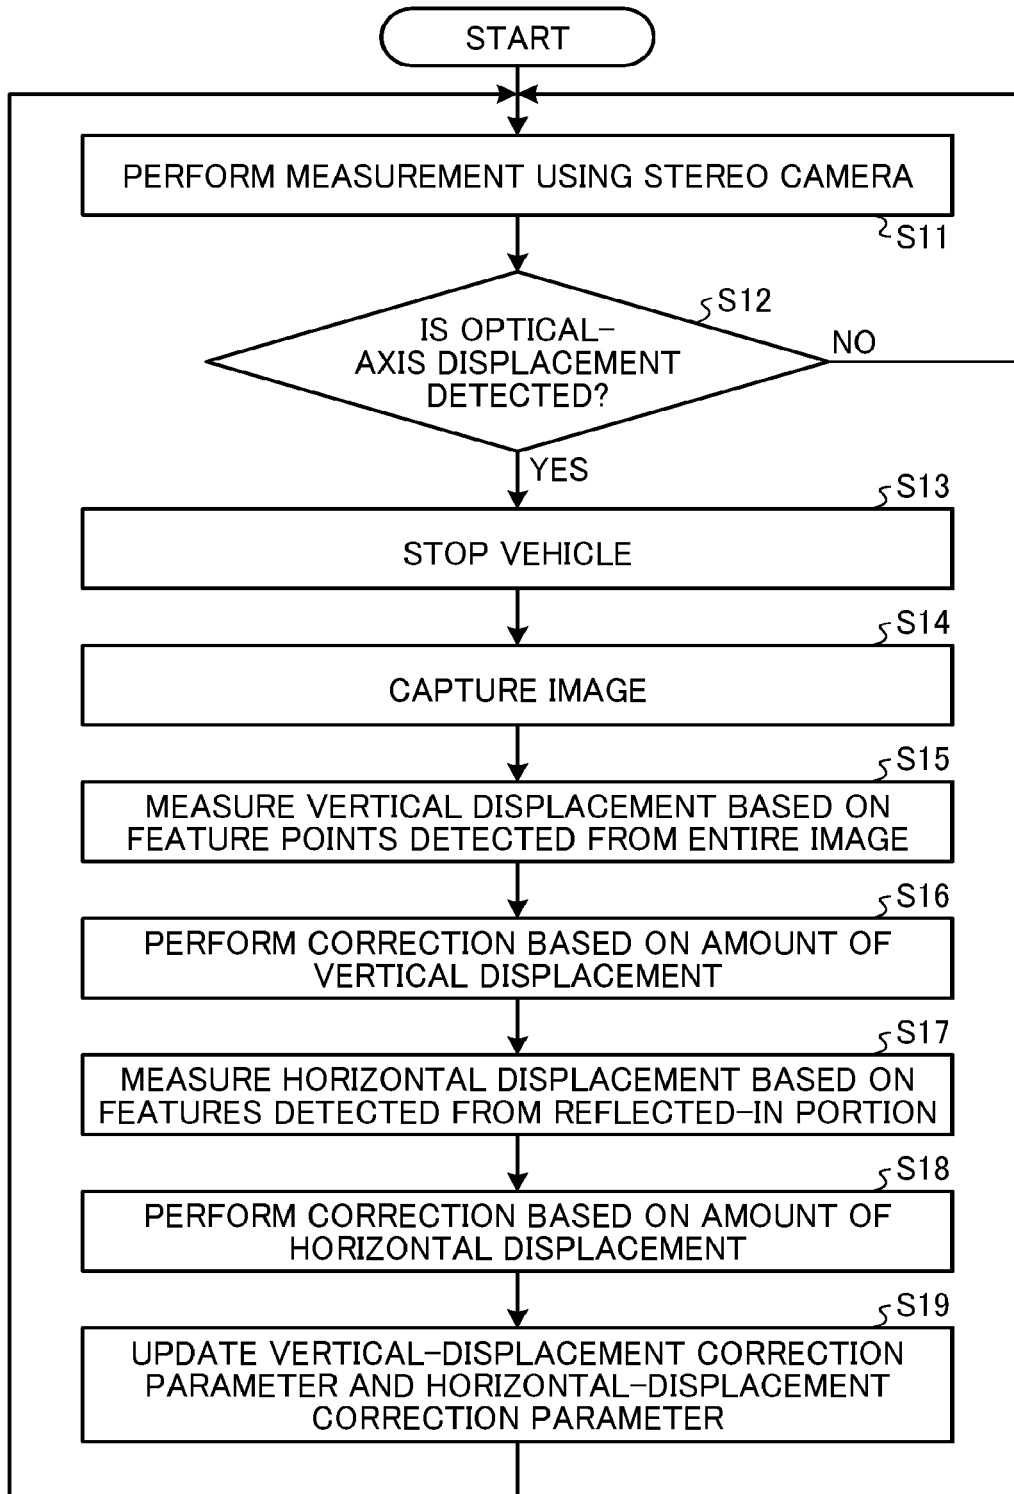 START
PERFORM MEASUREMENT USING STEREO CAMERA
S11
S12
IS OPTICAL-
AXIS DISPLACEMENT
DETECTED?
NO
YES
S13
STOP VEHICLE
S14
CAPTURE IMAGE
S15
MEASURE VERTICAL DISPLACEMENT BASED ON
FEATURE POINTS DETECTED FROM ENTIRE IMAGE
S16
PERFORM CORRECTION BASED ON AMOUNT OF
VERTICAL DISPLACEMENT
S17
MEASURE HORIZONTAL DISPLACEMENT BASED ON
FEATURES DETECTED FROM REFLECTED-IN PORTION
S18
PERFORM CORRECTION BASED ON AMOUNT OF
HORIZONTAL DISPLACEMENT
S19
UPDATE VERTICAL-DISPLACEMENT CORRECTION
PARAMETER AND HORIZONTAL-DISPLACEMENT
CORRECTION PARAMETER